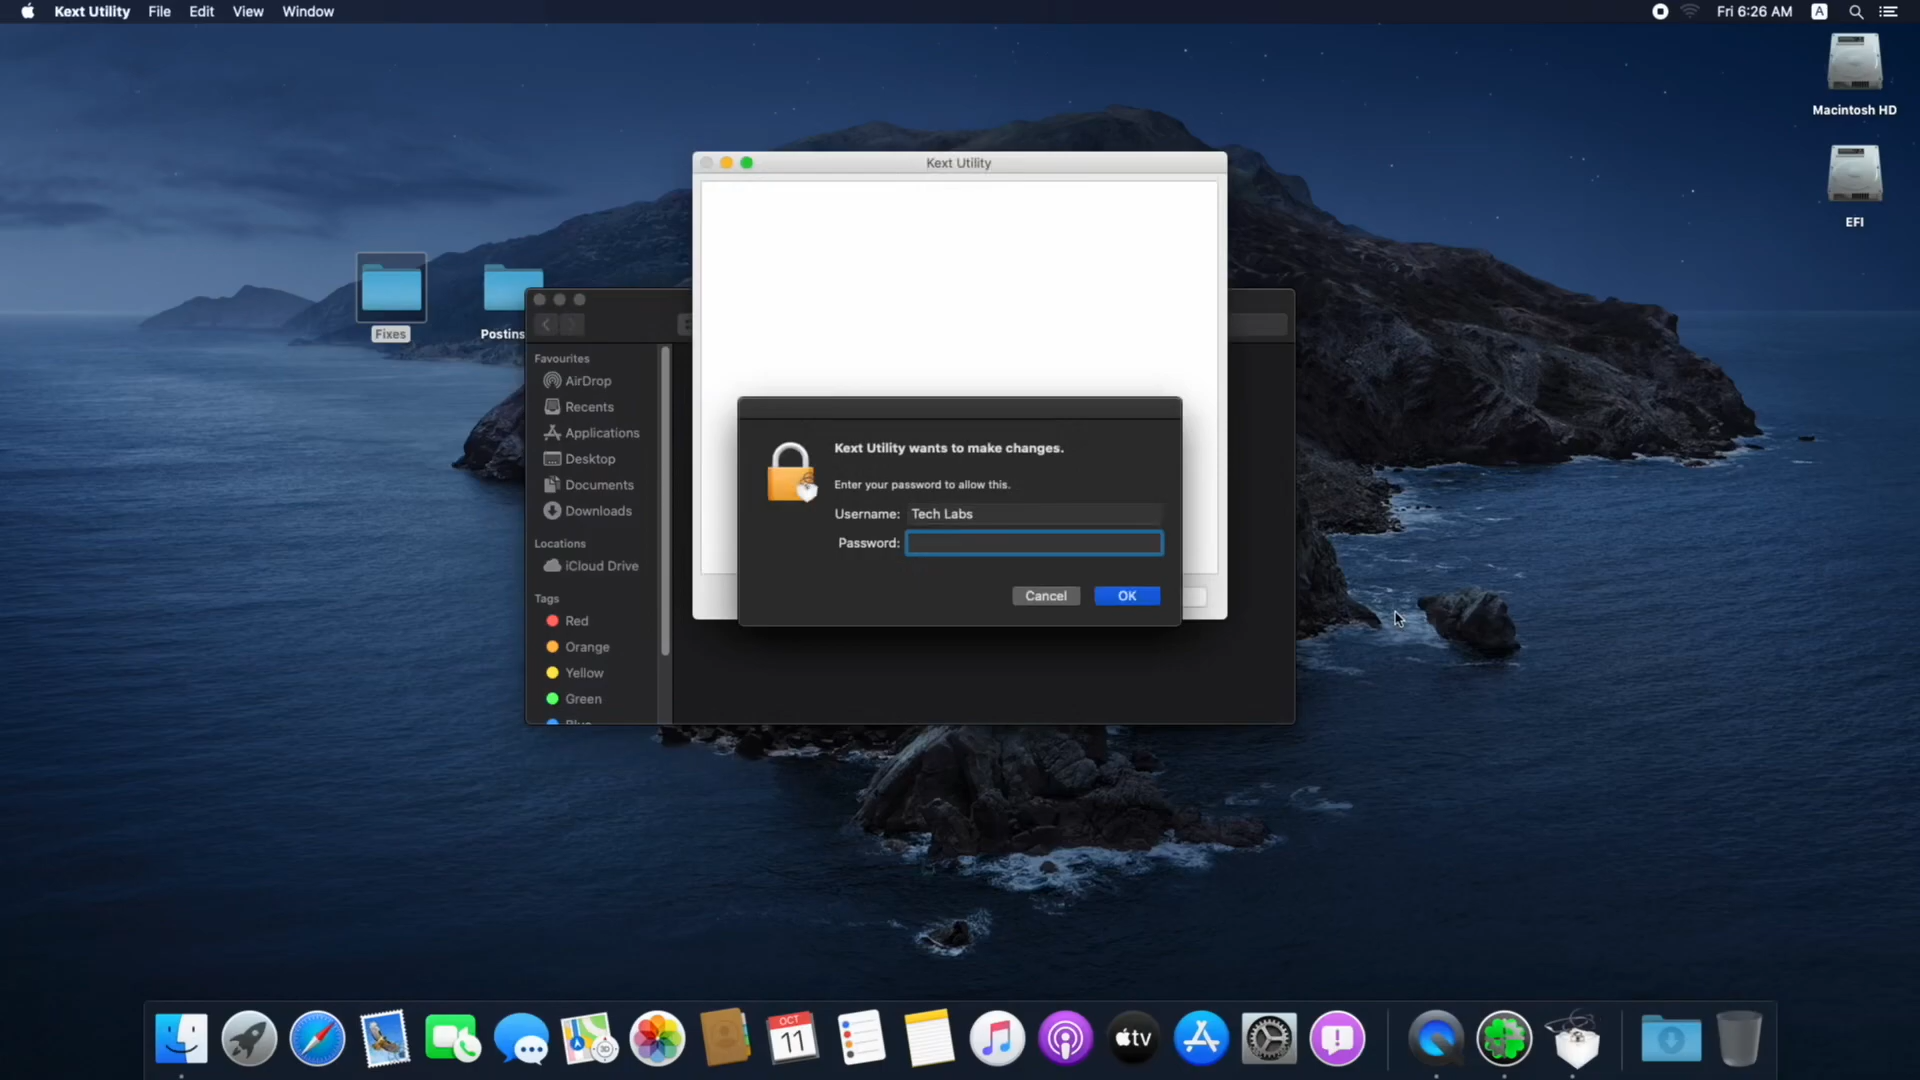 Kext Utility File Edit View Window
Fri 6:26 AM A
Macintosh HD
EFI
Fixes
Postins
Kext Utility
Favourites
AirDrop
Recents
Applications
Desktop
Documents
Downloads
Locations
iCloud Drive
Tags
Red
Orange
Yellow
Green
Blue
Kext Utility wants to make changes.
Enter your password to allow this.
Username: Tech Labs
Password:
Cancel OK
OCT
11
3D
tv